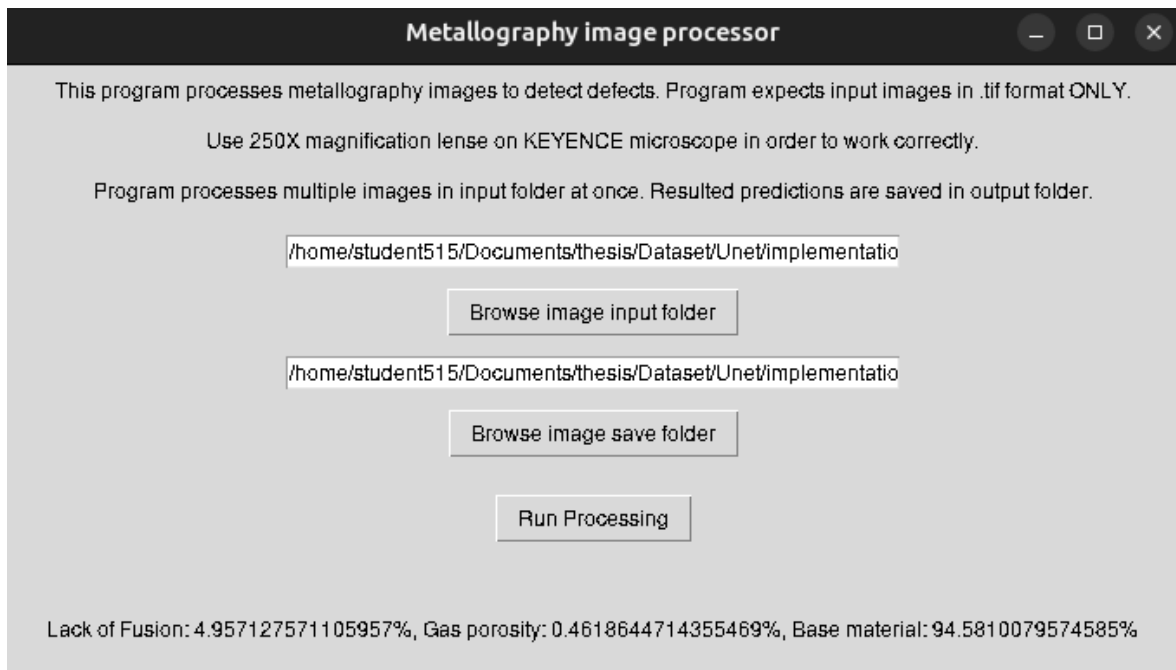 Metallography image processor
This program processes metallography images to detect defects. Program expects input images in .tif format ONLY.
Use 250X magnification lense on KEYENCE microscope in order to work correctly.
Program processes multiple images in input folder at once. Resulted predictions are saved in output folder.
/home/student515/Documents/thesis/Dataset/Unet/implementatio
Browse image input folder
/home/student515/Documents/thesis/Dataset/Unet/implementatio
Browse image save folder
Run Processing
Lack of Fusion: 4.957127571105957%, Gas porosity: 0.4618644714355469%, Base material: 94.5810079574585%